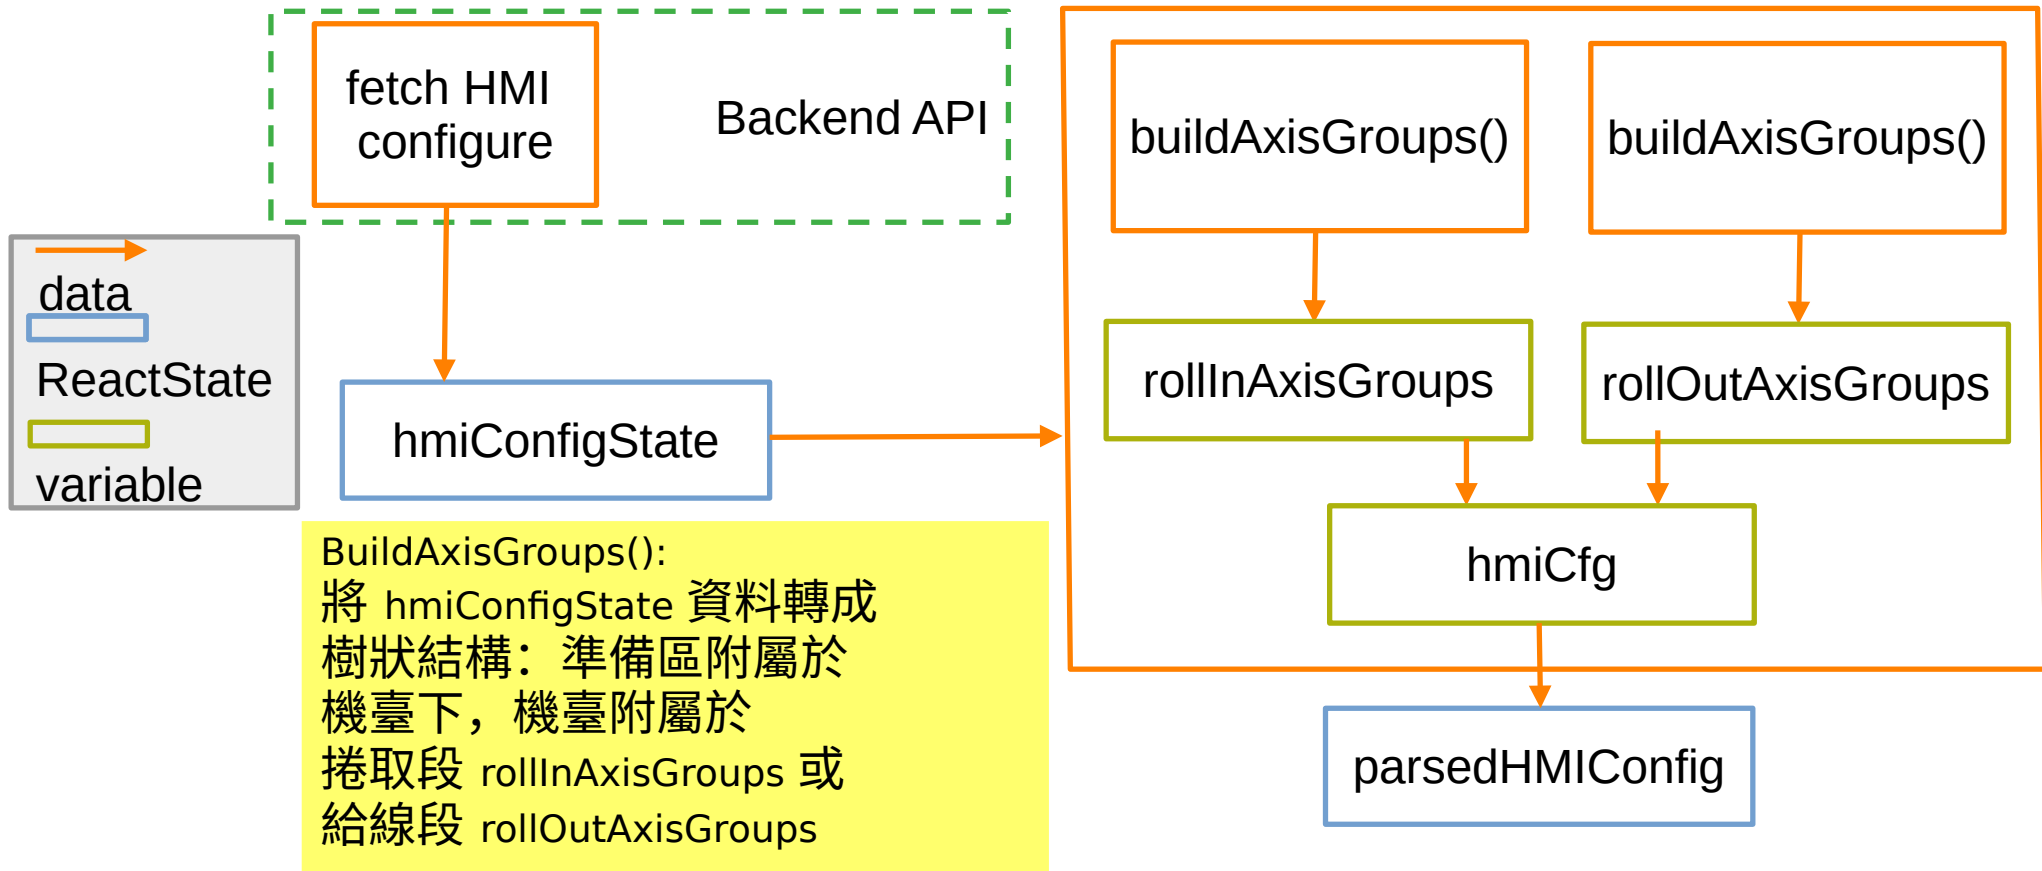 fetch HMI
configure
Backend API
buildAxisGroups()
buildAxisGroups()
data
ReactState
variable
hmiConfigState
rollInAxisGroups
rollOutAxisGroups
hmiCfg
parsedHMIConfig
BuildAxisGroups():
將 hmiConfigState 資料轉成
樹狀結構：準備區附屬於
機臺下，機臺附屬於
捲取段 rollInAxisGroups 或
給線段 rollOutAxisGroups